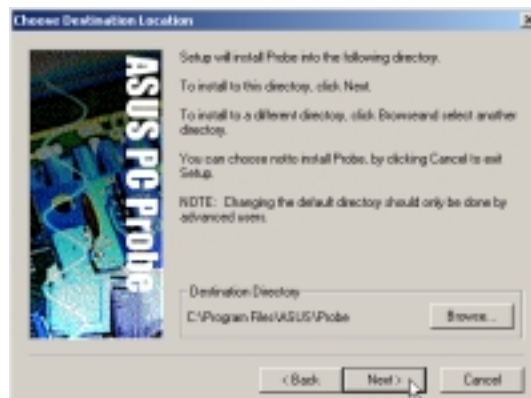 Choose Destination Location
ASUS PC Probe
Setup will install Probe into the following directory.
To install to this directory, click Next.
To install to a different directory, click Browseand select another
directory.
You can choose notto install Probe, by clicking Cancel to exit
Setup.
NOTE: Changing the default directory should only be done by
advanced users.
Destination Directory
C:\Program Files\ASUS\Probe
Browse...
< Back
Next >
Cancel